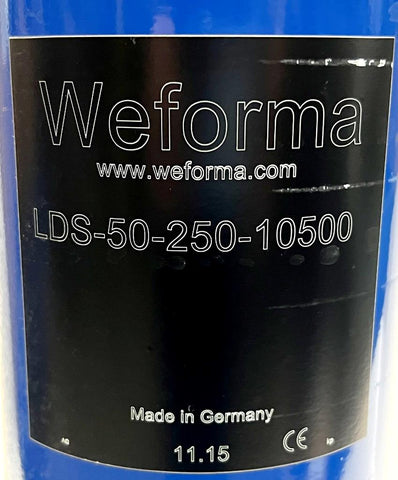 Weforma
www.weforma.com
LDS-50-250-10500
Made in Germany
11.15 CE